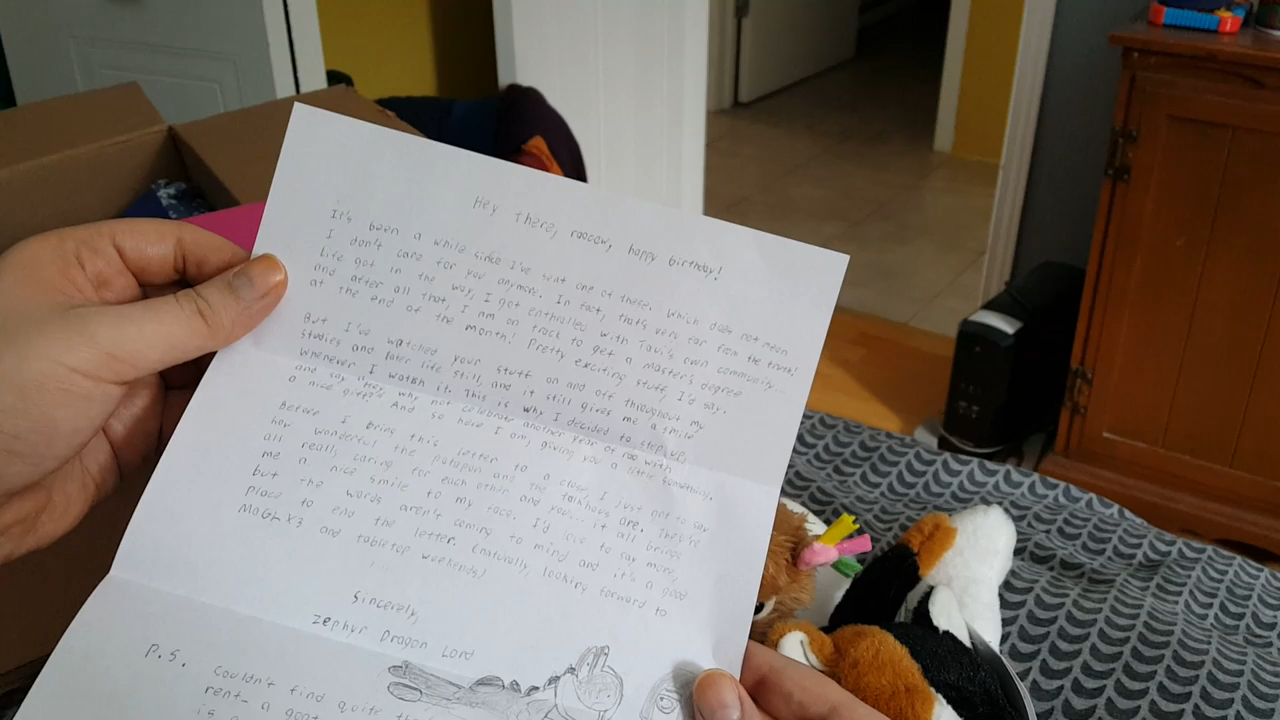 Hey there, roocow, happy birthday!
It's been a while since I've sent one of these. Which does not mean
I don't care for you anymore. In fact, that's very far from the truth!
Life got in the way, I got enthralled with Tavi's own community...
and after all that, I am on track to get a master's degree
at the end of the month! Pretty exciting stuff, I'd say.
But I've watched your stuff on and off throughout my
studies and later life still, and it still gives me a smile
whenever I watch it. This is why I decided to step up,
and say "hey, why not celebrate another year of roo with
a nice gift?" And so here I am, giving you a little something.
Before I bring this letter to a close I just got to say
how wonderful the patapon and the talkhaus are. They're
all really caring for each other and you... it all brings
me a nice smile to my face. I'd love to say more,
but the words aren't coming to mind and it's a good
place to end the letter. (naturally, looking forward to
MAGL X3 and tabletop weekends!
Sincerely,
Zephyr Dragon Lord
P.S. Couldn't find quite
rent- a goat
is